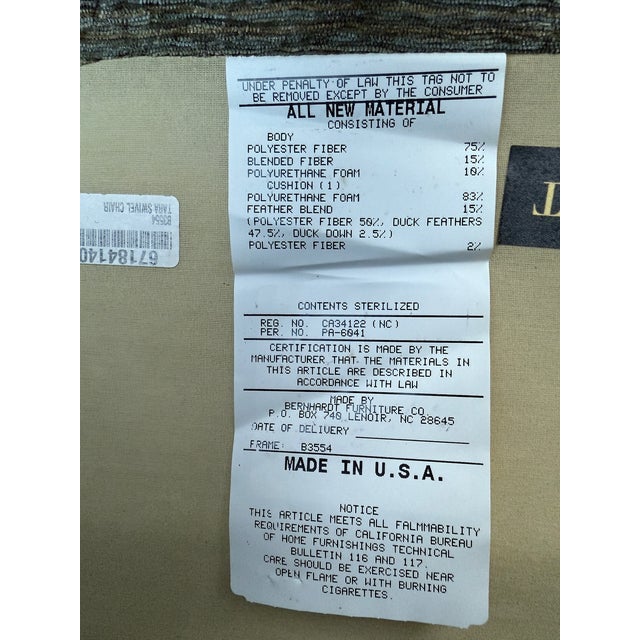 UNDER PENALTY OF LAW THIS TAG NOT TO
BE REMOVED EXCEPT BY THE CONSUMER
ALL NEW MATERIAL
CONSISTING OF
BODY
POLYESTER FIBER 75%
BLENDED FIBER 15%
POLYURETHANE FOAM 10%
CUSHION (1)
POLYURETHANE FOAM 83%
FEATHER BLEND 15%
(POLYESTER FIBER 50%, DUCK FEATHERS
47.5%, DUCK DOWN 2.5%)
POLYESTER FIBER 2%
CONTENTS STERILIZED
REG. NO. CA34122 (NC)
PER. NO. PA-6041
CERTIFICATION IS MADE BY THE
MANUFACTURER THAT THE MATERIALS IN
THIS ARTICLE ARE DESCRIBED IN
ACCORDANCE WITH LAW
MADE BY
BERNHARDT FURNITURE CO
P.O. BOX 740 LENOIR, NC 28645
DATE OF DELIVERY
FRAME: B3554
MADE IN U.S.A.
NOTICE
THIS ARTICLE MEETS ALL FALMMABILITY
REQUIREMENTS OF CALIFORNIA BUREAU
OF HOME FURNISHINGS TECHNICAL
BULLETIN 116 AND 117.
CARE SHOULD BE EXERCISED NEAR
OPEN FLAME OR WITH BURNING
CIGARETTES.
B3554
TARA SWIVEL CHAIR
671841140
T